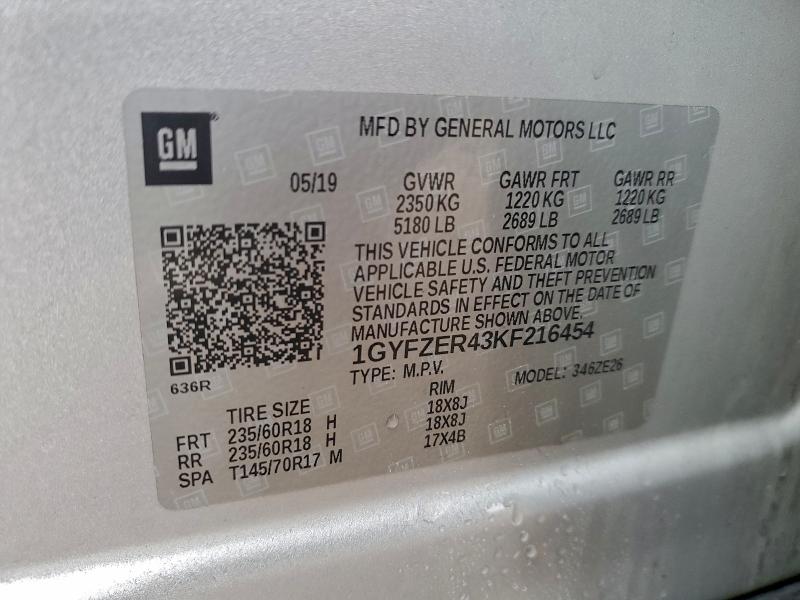 GM
MFD BY GENERAL MOTORS LLC
05/19 GVWR GAWR FRT GAWR RR
2350 KG 1220 KG 1220 KG
5180 LB 2689 LB 2689 LB
THIS VEHICLE CONFORMS TO ALL
APPLICABLE U.S. FEDERAL MOTOR
VEHICLE SAFETY AND THEFT PREVENTION
STANDARDS IN EFFECT ON THE DATE OF
MANUFACTURE SHOWN ABOVE.
1GYFZER43KF216454
636R TYPE: M.P.V. MODEL: 346ZE26
TIRE SIZE RIM
FRT 235/60R18 H 18X8J
RR 235/60R18 H 18X8J
SPA T145/70R17 M 17X4B